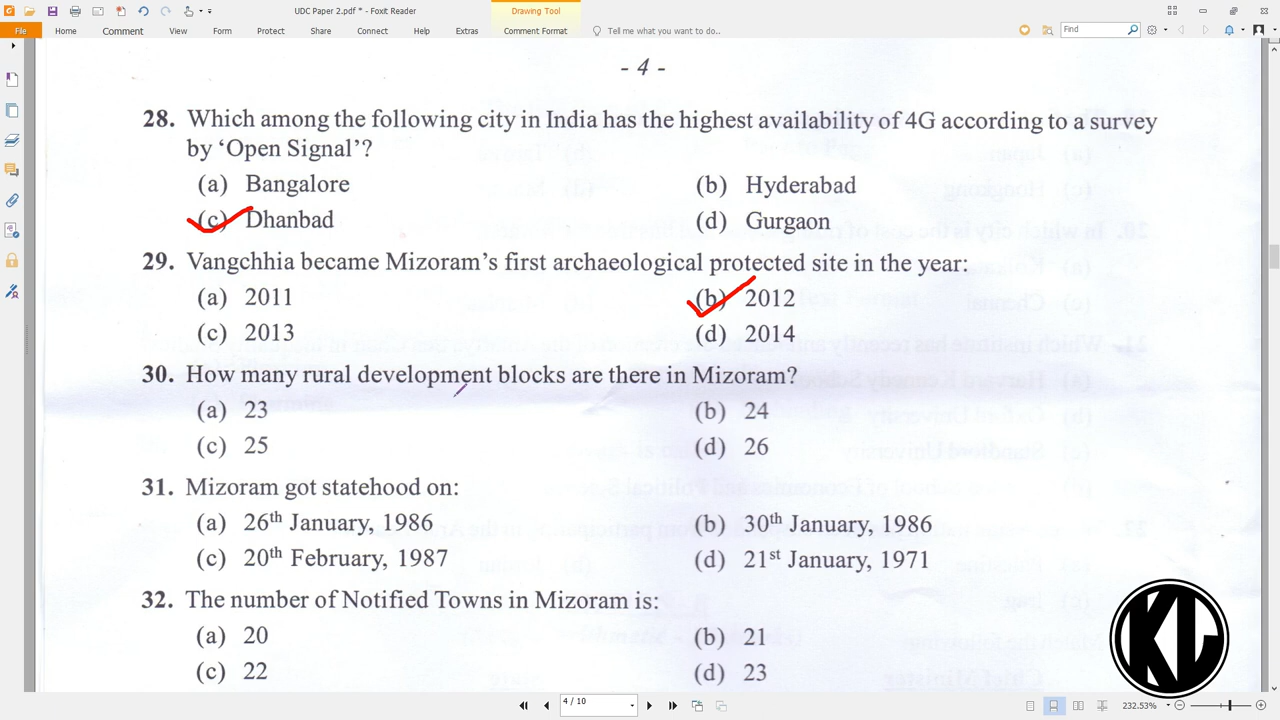 UDC Paper 2.pdf * - Foxit Reader
Drawing Tool
File Home Comment View Form Protect Share Connect Help Extras Comment Format Tell me what you want to do.. Find
- 4 -
28. Which among the following city in India has the highest availability of 4G according to a survey
by ‘Open Signal’?
(a) Bangalore (b) Hyderabad
(c) Dhanbad (d) Gurgaon
29. Vangchhia became Mizoram’s first archaeological protected site in the year:
(a) 2011 (b) 2012
(c) 2013 (d) 2014
30. How many rural development blocks are there in Mizoram?
(a) 23 (b) 24
(c) 25 (d) 26
31. Mizoram got statehood on:
(a) 26th January, 1986 (b) 30th January, 1986
(c) 20th February, 1987 (d) 21st January, 1971
32. The number of Notified Towns in Mizoram is:
(a) 20 (b) 21
(c) 22 (d) 23
KL
4 / 10
232.53%